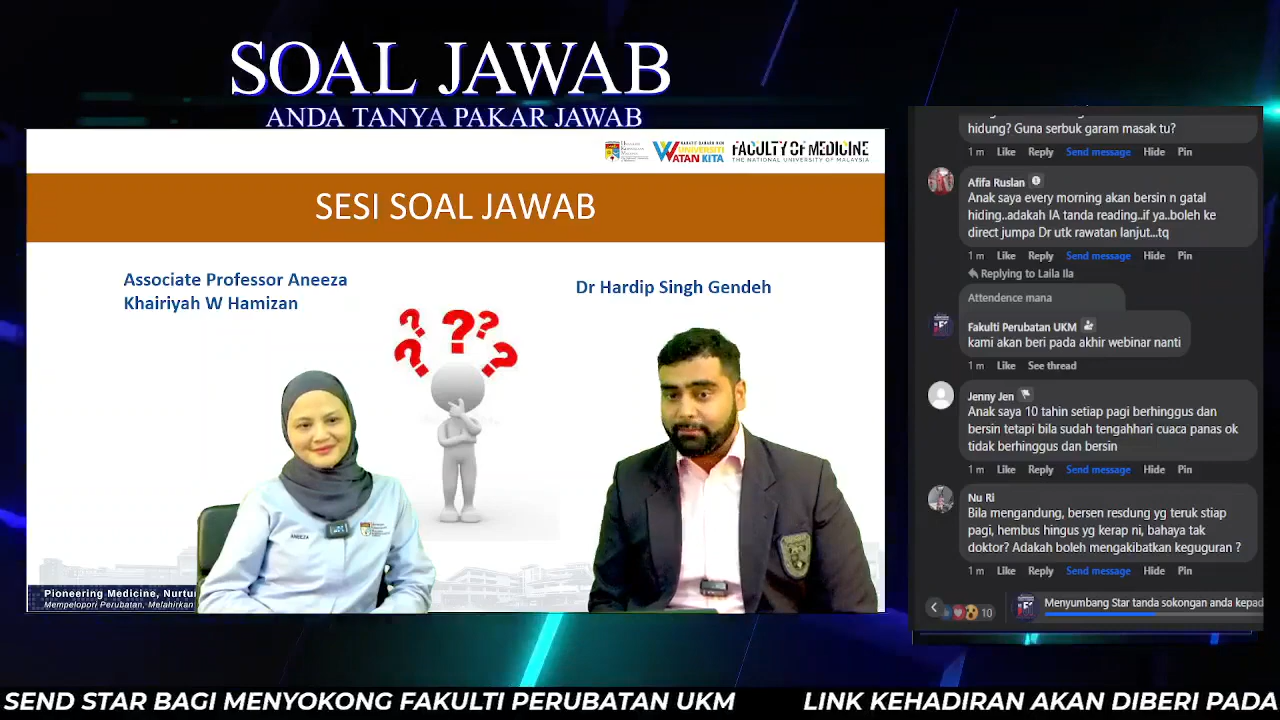 SOAL JAWAB
ANDA TANYA PAKAR JAWAB
UNIVERSITI
WATAN KITA
FACULTY OF MEDICINE
THE NATIONAL UNIVERSITY OF MALAYSIA
SESI SOAL JAWAB
Associate Professor Aneeza
Khairiyah W Hamizan
Dr Hardip Singh Gendeh
? ? ? ? ?
ANEEZA
Pioneering Medicine, Nurtur
Mempelopori Perubatan, Melahirkan
hidung? Guna serbuk garam masak tu?
1 m Like Reply Send message Hide Pin
Afifa Ruslan
Anak saya every morning akan bersin n gatal
hiding..adakah IA tanda reading..if ya..boleh ke
direct jumpa Dr utk rawatan lanjut...tq
1 m Like Reply Send message Hide Pin
Replying to Laila Ila
Attendence mana
Fakulti Perubatan UKM
kami akan beri pada akhir webinar nanti
1 m Like See thread
Jenny Jen
Anak saya 10 tahin setiap pagi berhinggus dan
bersin tetapi bila sudah tengahhari cuaca panas ok
tidak berhinggus dan bersin
1 m Like Reply Send message Hide Pin
Nu Ri
Bila mengandung, bersen resdung yg teruk stiap
pagi, hembus hingus yg kerap ni, bahaya tak
doktor? Adakah boleh mengakibatkan keguguran ?
1 m Like Reply Send message Hide Pin
10
Menyumbang Star tanda sokongan anda kepad
SEND STAR BAGI MENYOKONG FAKULTI PERUBATAN UKM LINK KEHADIRAN AKAN DIBERI PADA